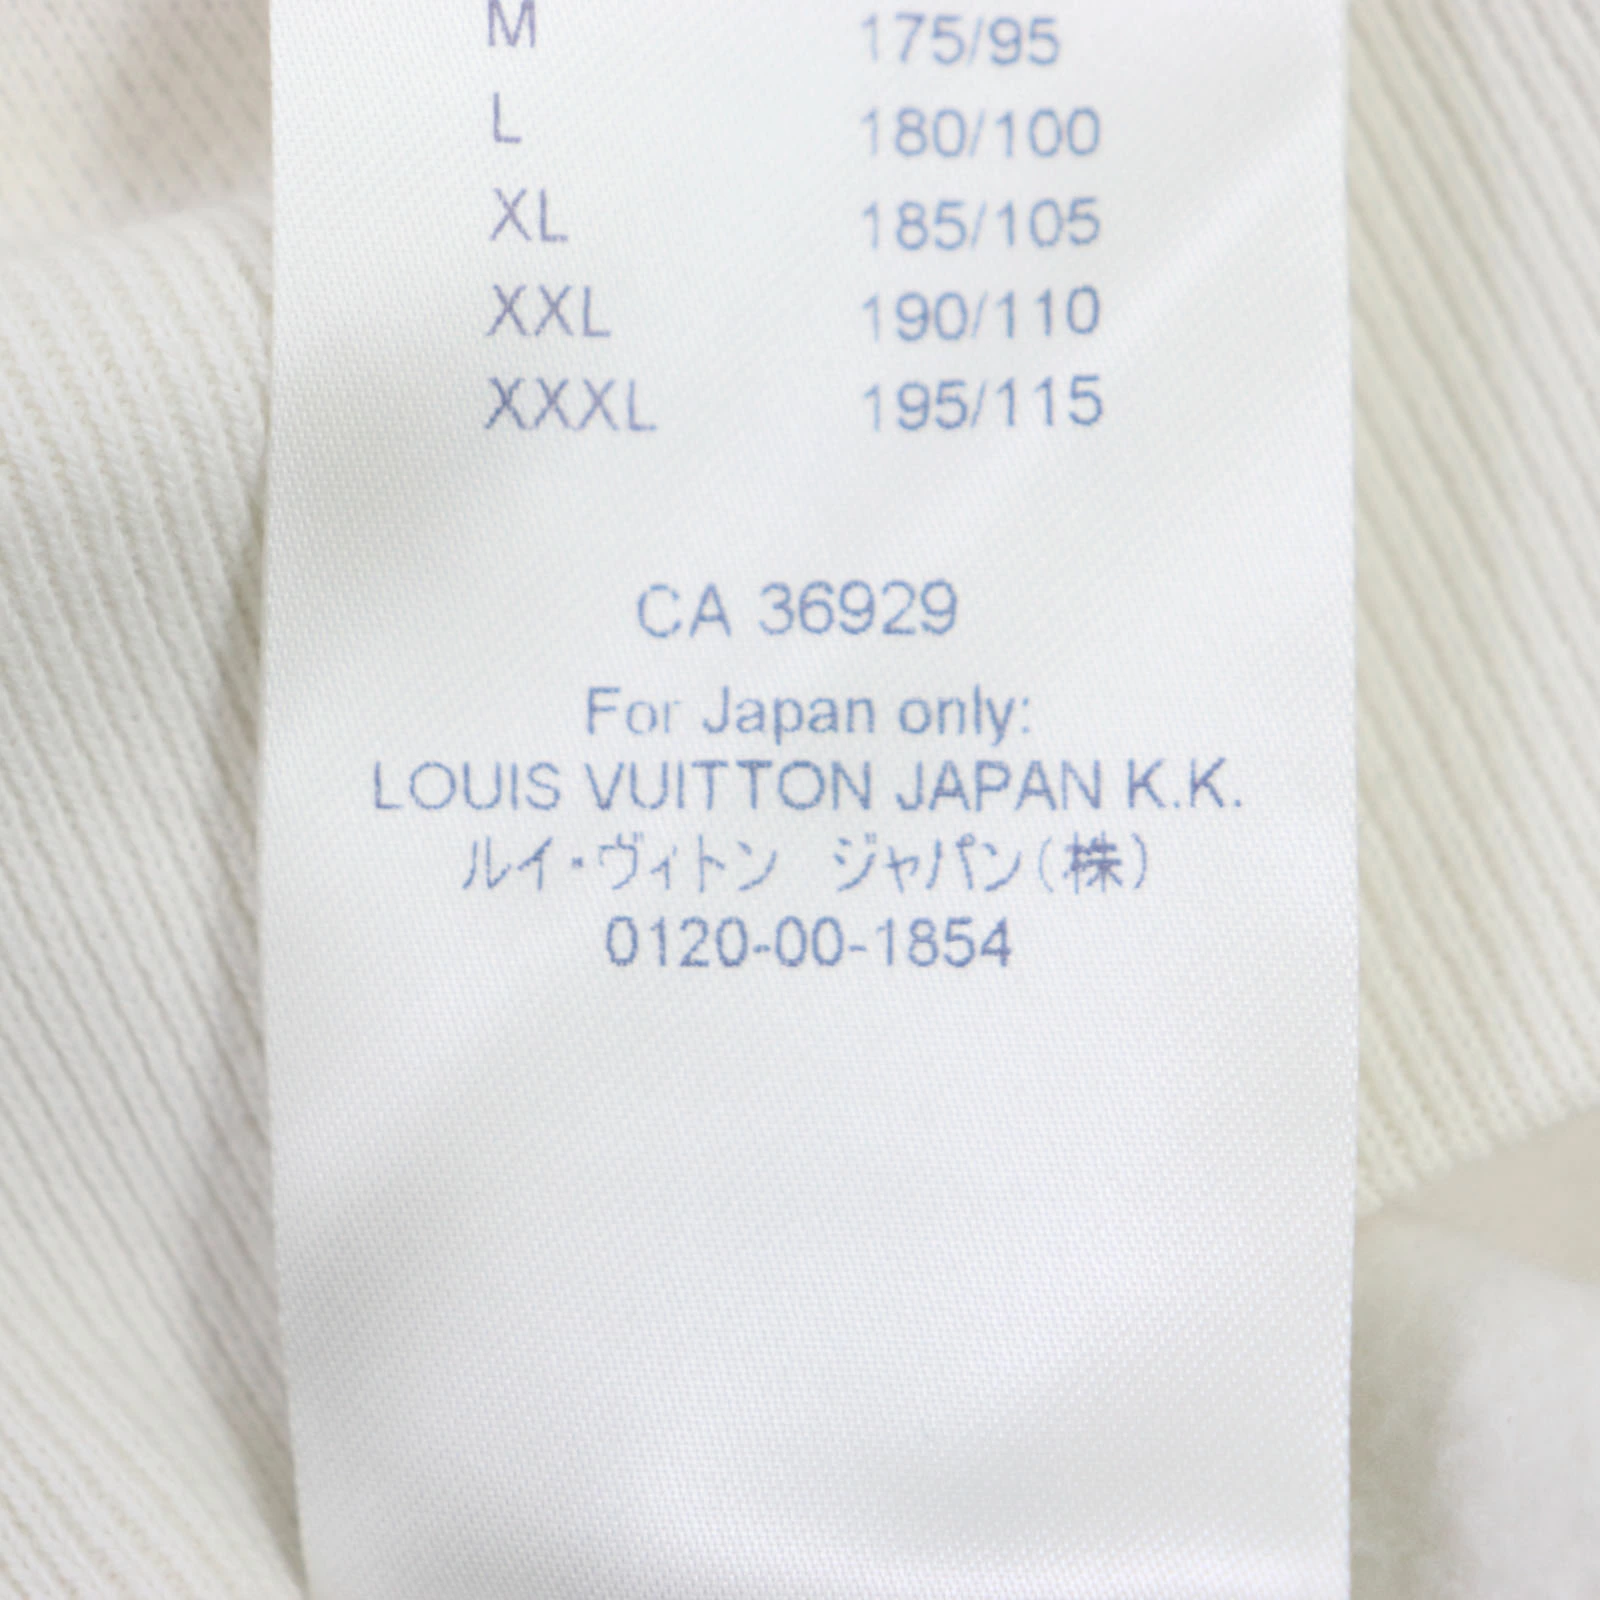 M 175/95
L 180/100
XL 185/105
XXL 190/110
XXXL 195/115
CA 36929
For Japan only:
LOUIS VUITTON JAPAN K.K.
ルイ・ヴィトン　ジャパン(株)
0120-00-1854